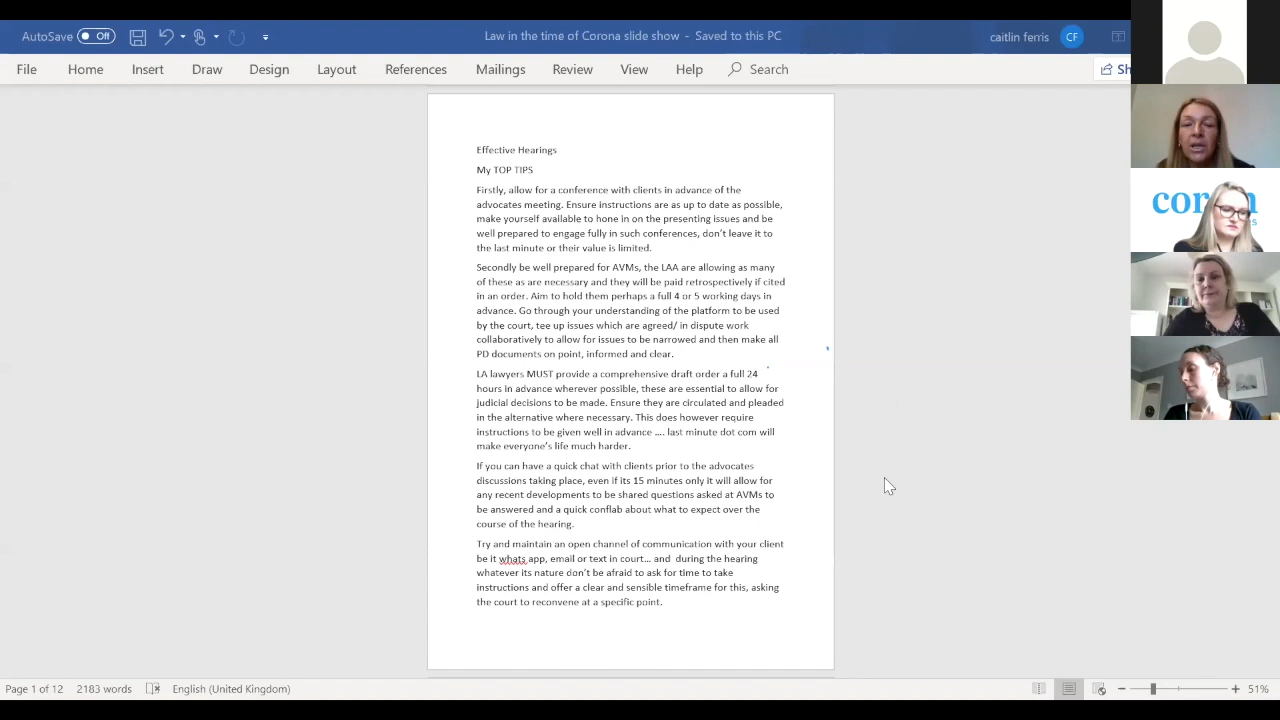 AutoSave Off
Law in the time of Corona slide show - Saved to this PC
caitlin ferris CF
File Home Insert Draw Design Layout References Mailings Review View Help Search Sh
Effective Hearings
My TOP TIPS
Firstly, allow for a conference with clients in advance of the
advocates meeting. Ensure instructions are as up to date as possible,
make yourself available to hone in on the presenting issues and be
well prepared to engage fully in such conferences, don't leave it to
the last minute or their value is limited.
Secondly be well prepared for AVMs, the LAA are allowing as many
of these as are necessary and they will be paid retrospectively if cited
in an order. Aim to hold them perhaps a full 4 or 5 working days in
advance. Go through your understanding of the platform to be used
by the court, tee up issues which are agreed/ in dispute work
collaboratively to allow for issues to be narrowed and then make all
PD documents on point, informed and clear.
LA lawyers MUST provide a comprehensive draft order a full 24
hours in advance wherever possible, these are essential to allow for
judicial decisions to be made. Ensure they are circulated and pleaded
in the alternative where necessary. This does however require
instructions to be given well in advance .... last minute dot com will
make everyone's life much harder.
If you can have a quick chat with clients prior to the advocates
discussions taking place, even if its 15 minutes only it will allow for
any recent developments to be shared questions asked at AVMs to
be answered and a quick conflab about what to expect over the
course of the hearing.
Try and maintain an open channel of communication with your client
be it whats app, email or text in court... and  during the hearing
whatever its nature don't be afraid to ask for time to take
instructions and offer a clear and sensible timeframe for this, asking
the court to reconvene at a specific point.
Page 1 of 12 2183 words English (United Kingdom) 51%